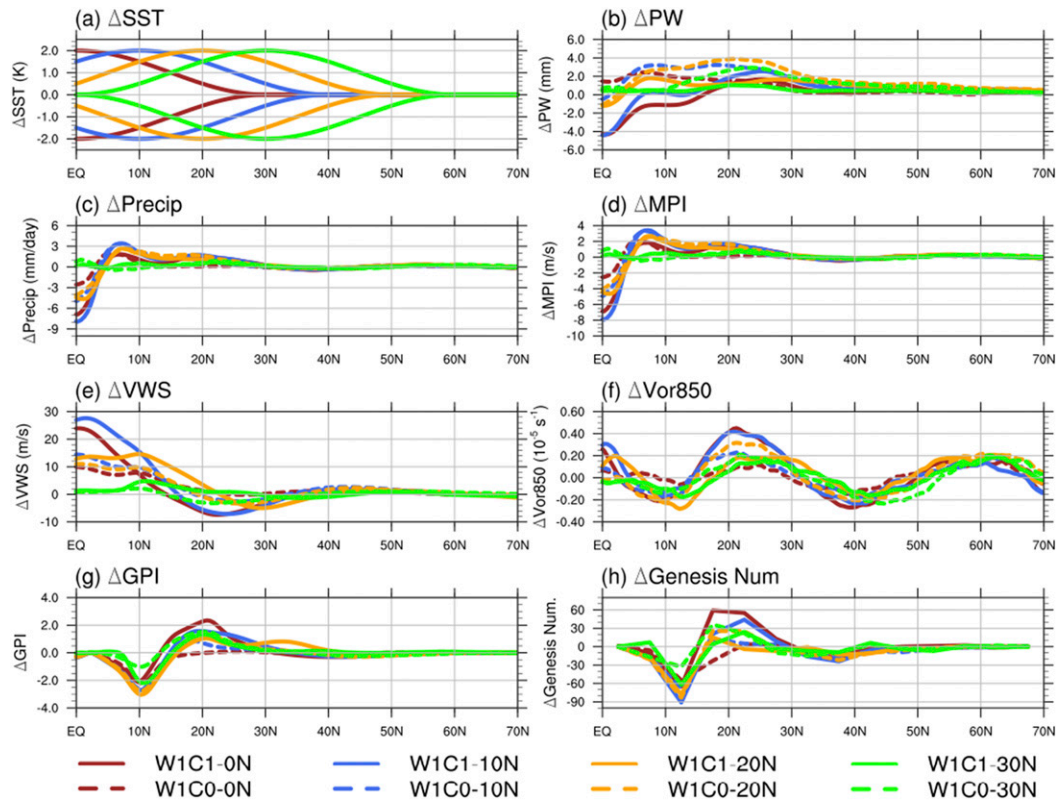 (a) ΔSST
(b) ΔPW
ΔSST (K)
2.0
1.0
0.0
-1.0
-2.0
EQ 10N 20N 30N 40N 50N 60N 70N
ΔPW (mm)
6.0
4.0
2.0
0.0
-2.0
-4.0
-6.0
EQ 10N 20N 30N 40N 50N 60N 70N
(c) ΔPrecip
(d) ΔMPI
ΔPrecip (mm/day)
6
3
0
-3
-6
-9
EQ 10N 20N 30N 40N 50N 60N 70N
ΔMPI (m/s)
4
2
0
-2
-4
-6
-8
-10
EQ 10N 20N 30N 40N 50N 60N 70N
(e) ΔVWS
(f) ΔVor850
ΔVWS (m/s)
30
20
10
0
-10
EQ 10N 20N 30N 40N 50N 60N 70N
ΔVor850 (10⁻⁵ s⁻¹)
0.60
0.40
0.20
0.00
-0.20
-0.40
EQ 10N 20N 30N 40N 50N 60N 70N
(g) ΔGPI
(h) ΔGenesis Num
ΔGPI
4.0
2.0
0.0
-2.0
-4.0
EQ 10N 20N 30N 40N 50N 60N 70N
ΔGenesis Num.
60
30
0
-30
-60
-90
EQ 10N 20N 30N 40N 50N 60N 70N
W1C1-0N W1C1-10N W1C1-20N W1C1-30N
W1C0-0N W1C0-10N W1C0-20N W1C0-30N